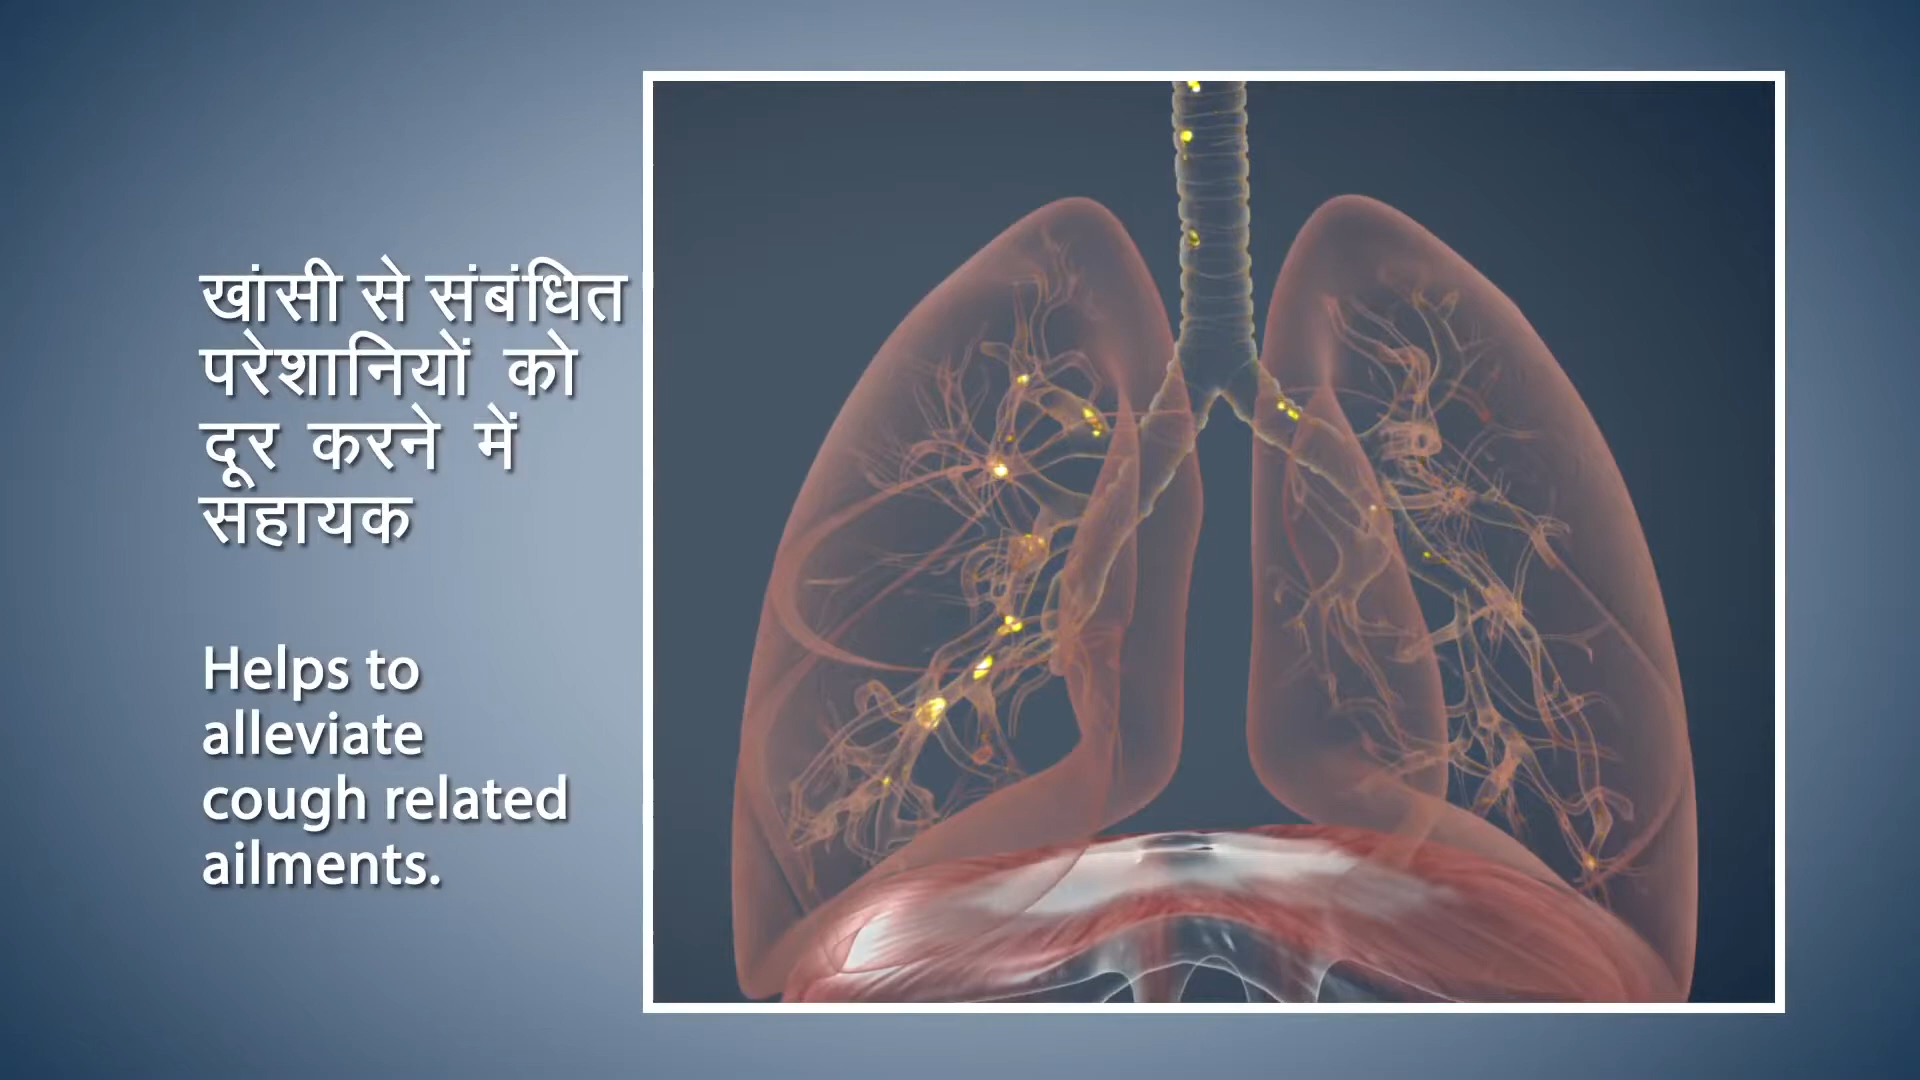 खांसी से संबंधित
परेशानियों को
दूर करने में
सहायक
Helps to
alleviate
cough related
ailments.